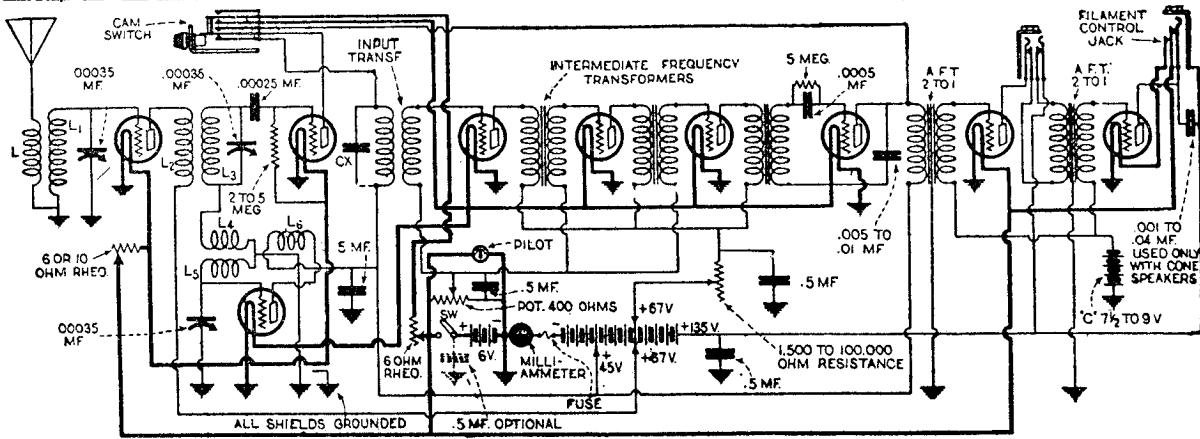 CAM
SWITCH
.00035
MF.
.00035
MF.
.00025 MF.
INPUT
TRANSF
INTERMEDIATE FREQUENCY
TRANSFORMERS
5 MEG.
.0005
MF
A.F.T.
2 TO 1
FILAMENT
CONTROL
JACK
A.F.T.
2 TO 1
L
L1
L2
L3
CX
2 TO 5
MEG
L4
L6
L5
6 OR 10
OHM RHEO.
.5 MF.
PILOT
.5 MF.
POT. 400 OHMS
.005 TO
.01 MF
.5 MF
.001 TO
.04 MF.
USED ONLY
WITH CONE
SPEAKERS
"C" 7½ TO 9 V
00035
MF
SW
+
-
6V.
6 OHM
RHEO.
MILLI-
AMMETER
-
FUSE
+
45V
+67V
+67V.
+135V.
1,500 TO 100,000
OHM RESISTANCE
.5 MF.
ALL SHIELDS GROUNDED
.5 MF. OPTIONAL